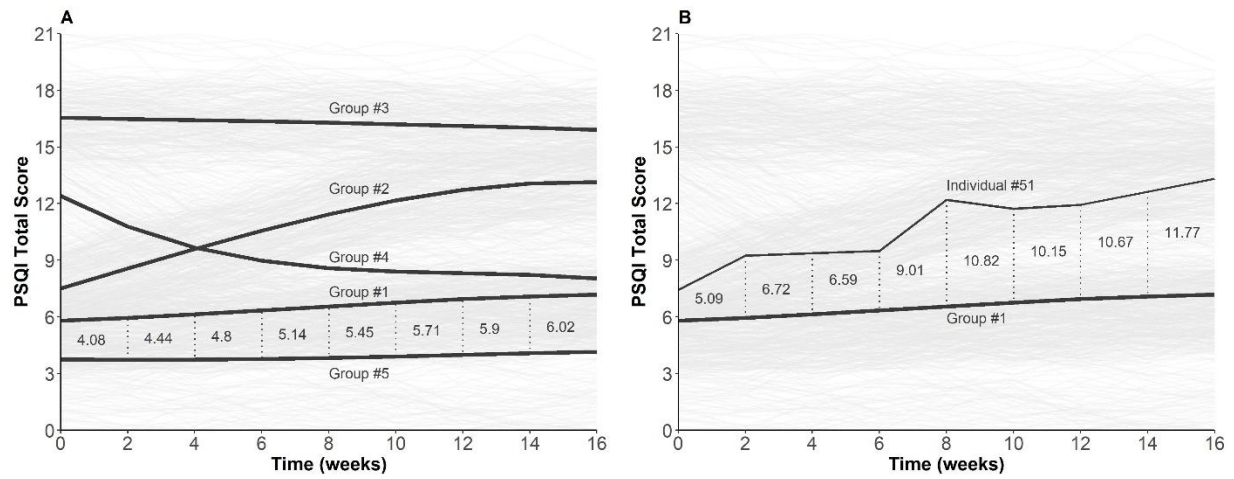 A
PSQI Total Score
21
18
15
12
9
6
3
0
Group #3
Group #2
Group #4
Group #1
4.08 4.44 4.8 5.14 5.45 5.71 5.9 6.02
Group #5
0 2 4 6 8 10 12 14 16
Time (weeks)
B
PSQI Total Score
21
18
15
12
9
6
3
0
Individual #51
5.09 6.72 6.59 9.01 10.82 10.15 10.67 11.77
Group #1
0 2 4 6 8 10 12 14 16
Time (weeks)